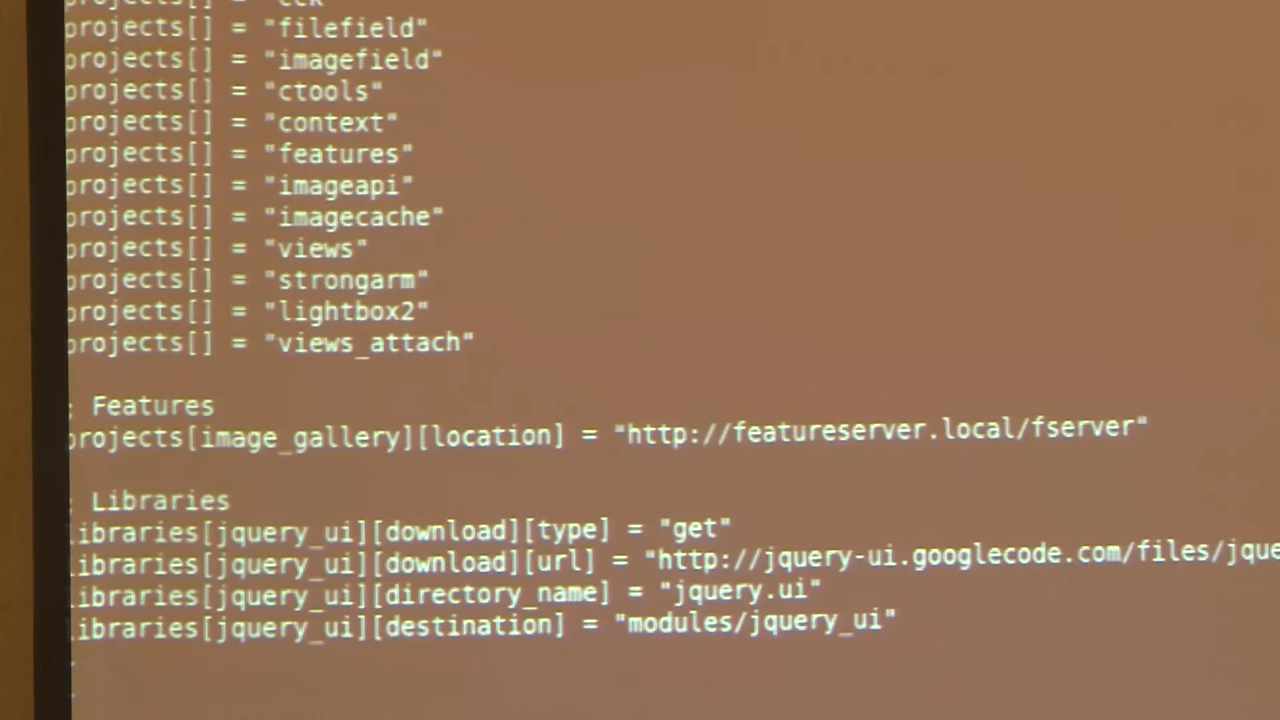 projects[] = "cck"
projects[] = "filefield"
projects[] = "imagefield"
projects[] = "ctools"
projects[] = "context"
projects[] = "features"
projects[] = "imageapi"
projects[] = "imagecache"
projects[] = "views"
projects[] = "strongarm"
projects[] = "lightbox2"
projects[] = "views_attach"
; Features
projects[image_gallery][location] = "http://featureserver.local/fserver"
; Libraries
libraries[jquery_ui][download][type] = "get"
libraries[jquery_ui][download][url] = "http://jquery-ui.googlecode.com/files/jque
libraries[jquery_ui][directory_name] = "jquery.ui"
libraries[jquery_ui][destination] = "modules/jquery_ui"